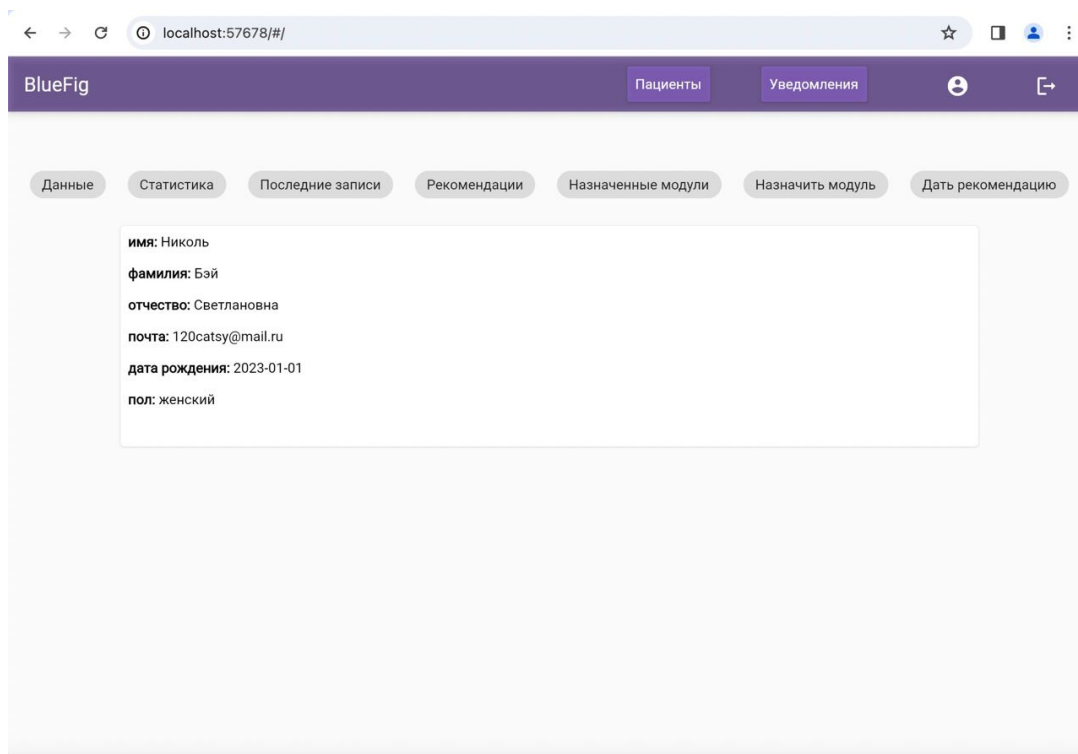 localhost:57678/#/
BlueFig Пациенты Уведомления
Данные Статистика Последние записи Рекомендации Назначенные модули Назначить модуль Дать рекомендацию
имя: Николь
фамилия: Бэй
отчество: Светлановна
почта: 120catsy@mail.ru
дата рождения: 2023-01-01
пол: женский